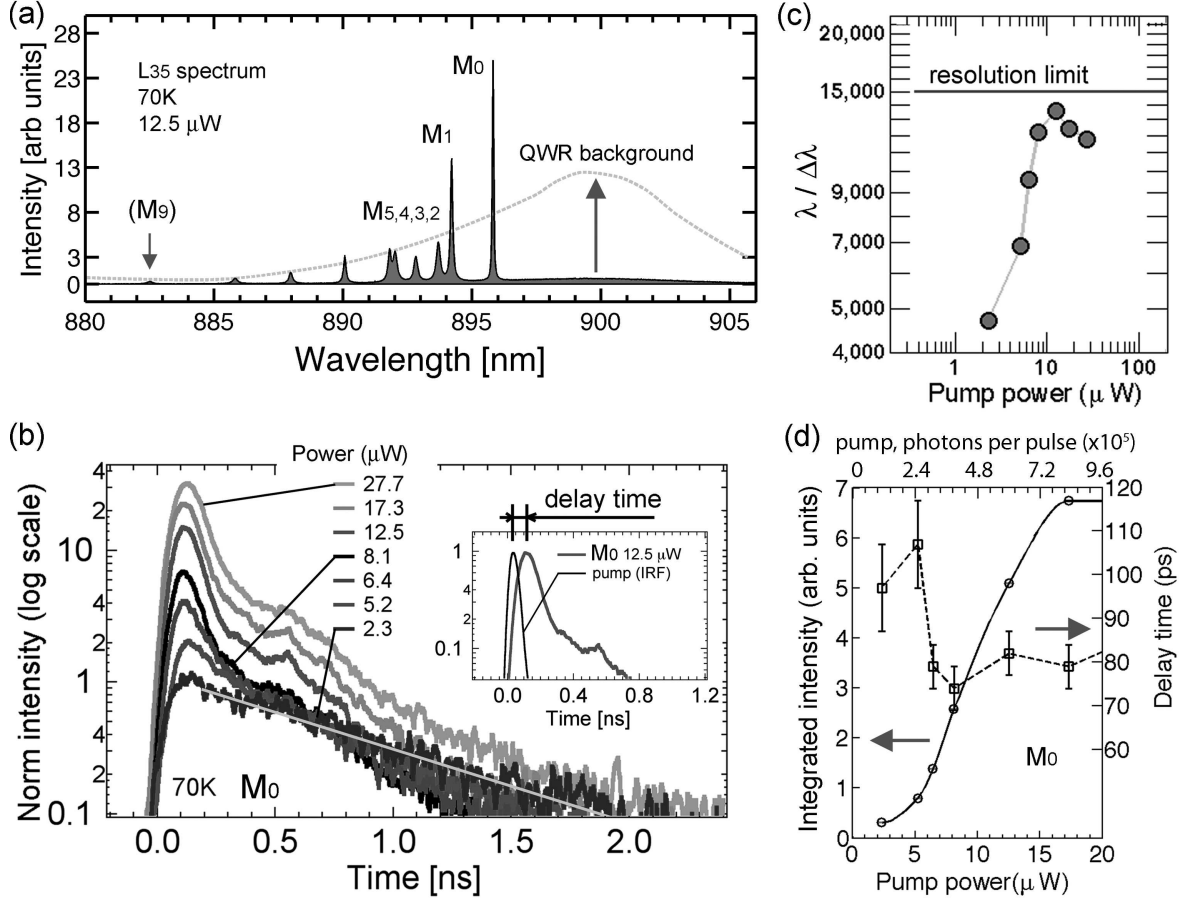 (a)
28
23
18
13
8
3
0
Intensity [arb units]
L35 spectrum
70K
12.5 μW
(M9)
M5,4,3,2
M1
M0
QWR background
880
885
890
895
900
905
Wavelength [nm]
(c)
20,000
15,000
9,000
7,000
5,000
4,000
λ / Δλ
resolution limit
1
10
100
Pump power (μ W)
(b)
Norm intensity (log scale)
4
2
10
4
2
1
4
2
0.1
Power (μW)
27.7
17.3
12.5
8.1
6.4
5.2
2.3
70K M0
0.0
0.5
1.0
1.5
2.0
Time [ns]
delay time
M0 12.5 μW
pump (IRF)
1
0.1
0.0
0.4
0.8
1.2
Time [ns]
(d)
pump, photons per pulse (x10⁵)
0
2.4
4.8
7.2
9.6
Integrated intensity (arb. units)
7
6
5
4
3
2
1
0
120
110
100
90
80
70
60
Delay time (ps)
M0
0
5
10
15
20
Pump power(μ W)